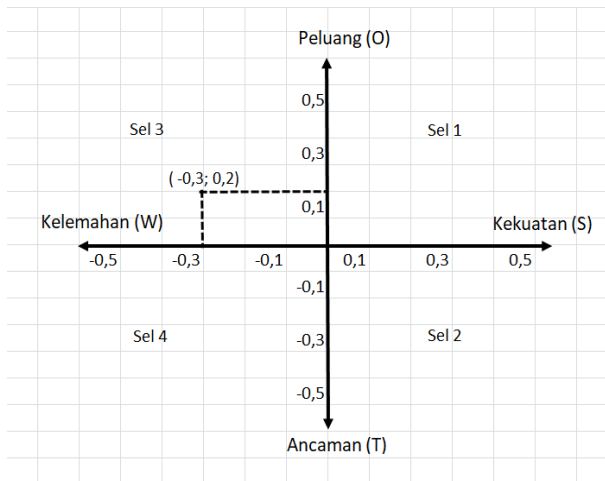 Peluang (O)
0,5
Sel 3
Sel 1
0,3
( -0,3; 0,2)
0,1
Kelemahan (W)
Kekuatan (S)
-0,5 -0,3 -0,1 0,1 0,3 0,5
-0,1
Sel 4
-0,3
Sel 2
-0,5
Ancaman (T)